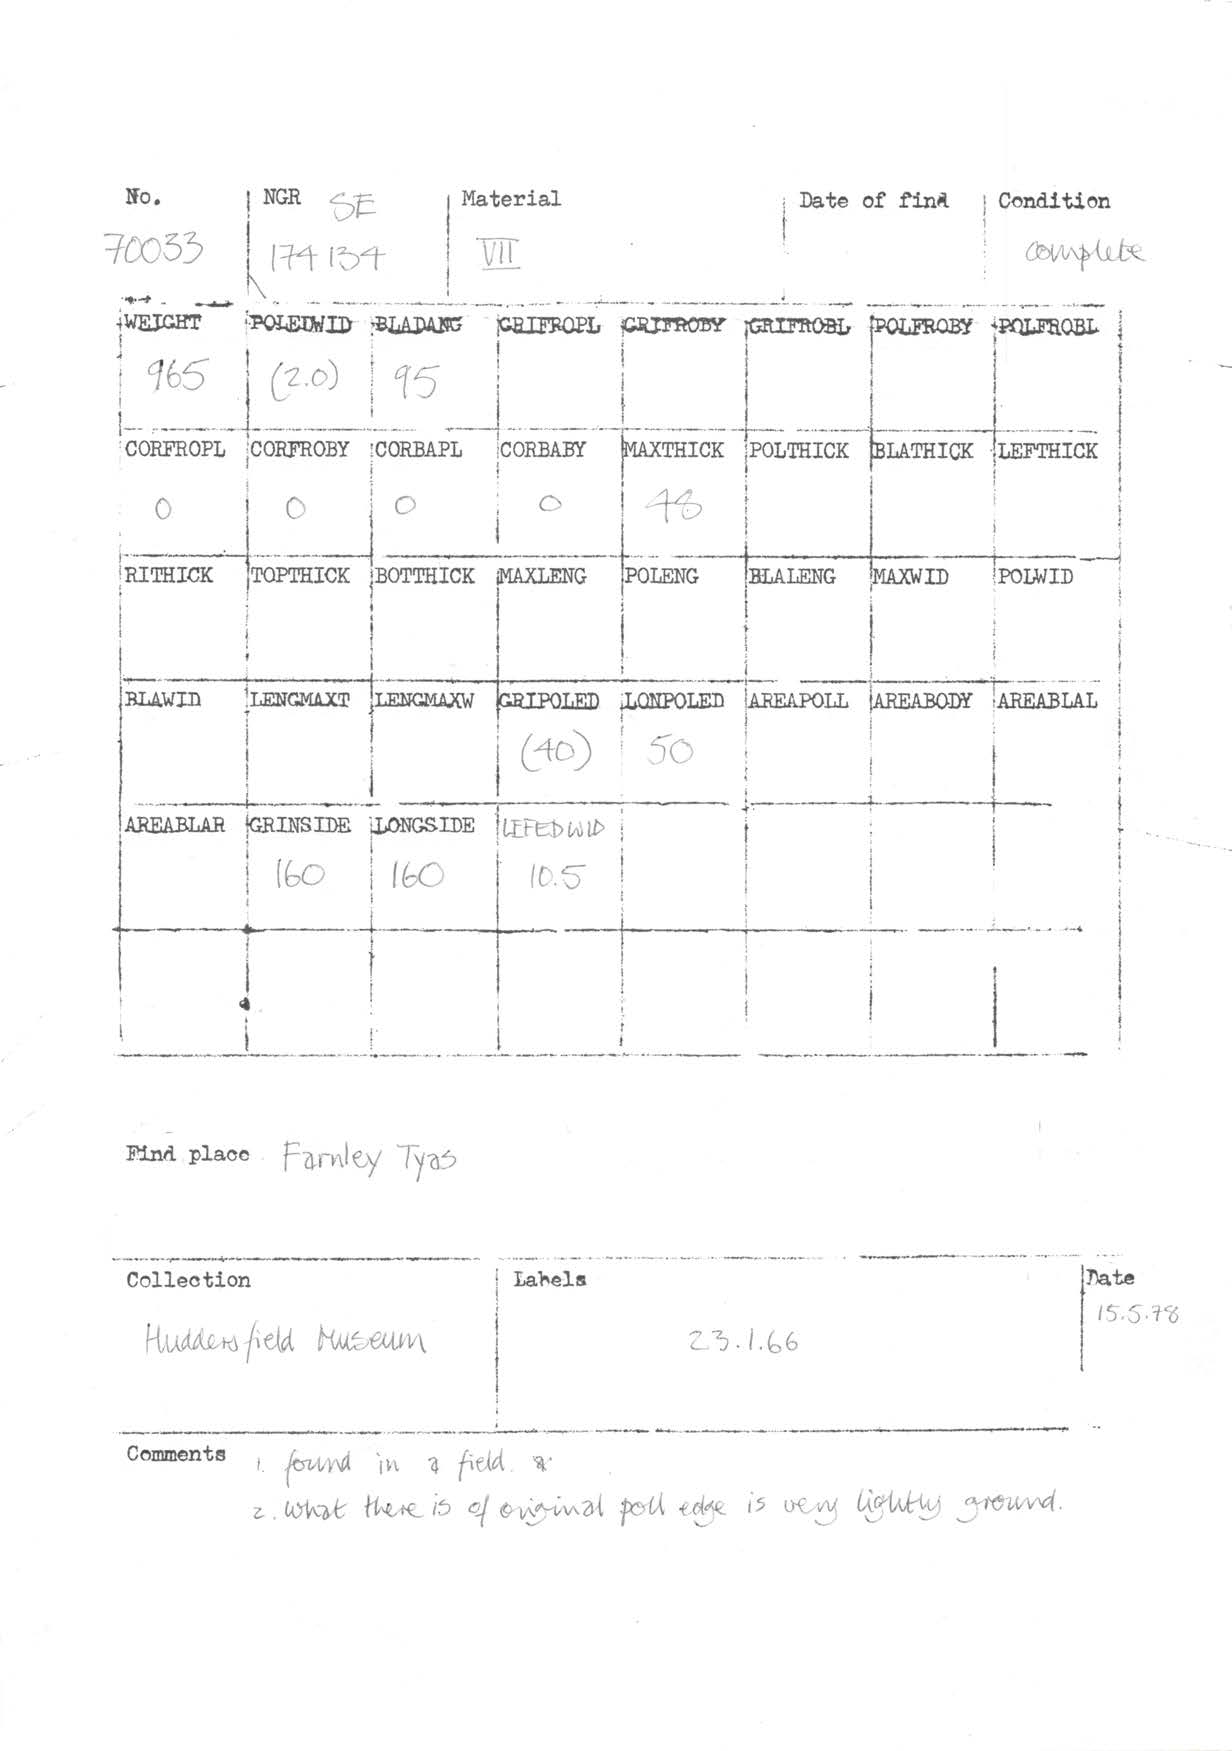 No. NGR SE Material Date of find Condition
70033 174 134 VII complete
WEIGHT POLEDWID BLADANG GRIFROPL GRIFROBY GRIFROBL POLFROBY POLFROBL
965 (2.0) 95
CORFROPL CORFROBY CORBAPL CORBABY MAXTHICK POLTHICK BLATHICK LEFTHICK
0 0 0 0 48
RITHICK TOPTHICK BOTTHICK MAXLENG POLENG BLALENG MAXWID POLWID
BLAWID LENGMAXT LENGMAXW GRIPOLED LONPOLED AREAPOLL AREABODY AREABLAL
(40) 50
AREABLAR GRINSIDE LONGSIDE LEFEDWID
160 160 10.5
Find place Farnley Tyas
Collection Labels Date
15.5.78
Huddersfield Museum 23.1.66
Comments 1. found in a field.
2. what there is of original poll edge is very lightly ground.